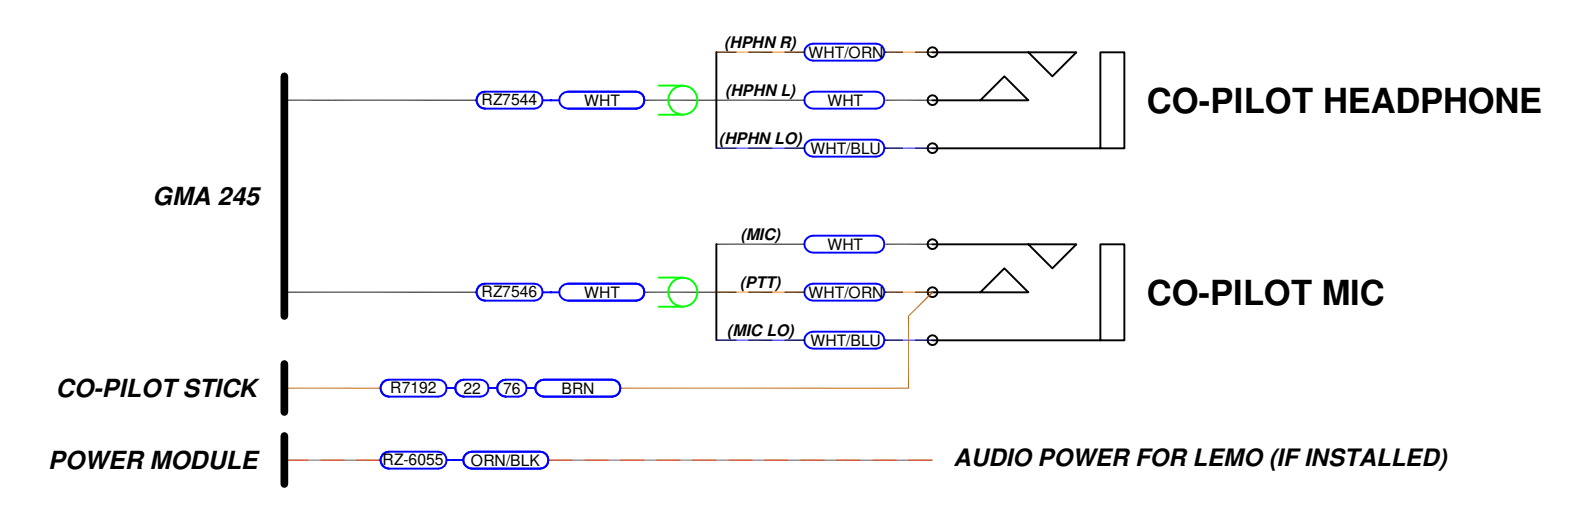 (HPHN R) WHT/ORN
RZ7544 WHT (HPHN L) WHT CO-PILOT HEADPHONE
(HPHN LO) WHT/BLU
GMA 245
(MIC) WHT
RZ7546 WHT (PTT) WHT/ORN CO-PILOT MIC
(MIC LO) WHT/BLU
CO-PILOT STICK R7192 22 76 BRN
POWER MODULE RZ-6055 ORN/BLK AUDIO POWER FOR LEMO (IF INSTALLED)